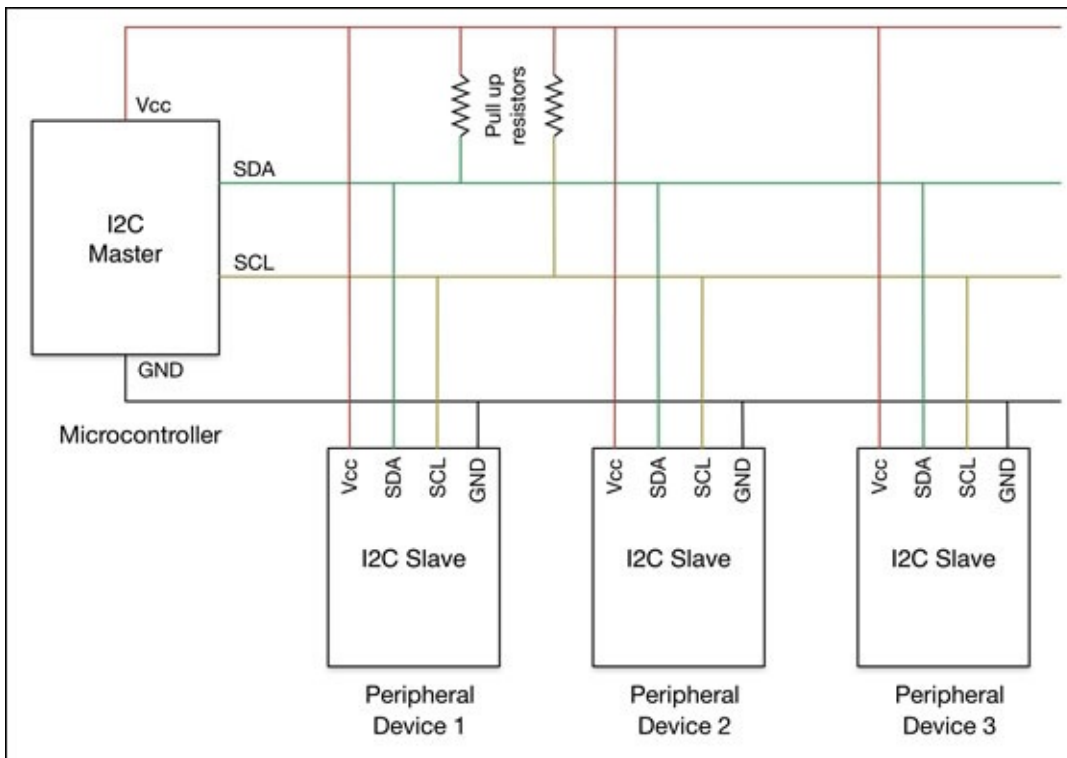 Vcc
Pull up
resistors
SDA
I2C
Master
SCL
GND
Microcontroller
Vcc
SDA
SCL
GND
I2C Slave
Peripheral
Device 1
Vcc
SDA
SCL
GND
I2C Slave
Peripheral
Device 2
Vcc
SDA
SCL
GND
I2C Slave
Peripheral
Device 3